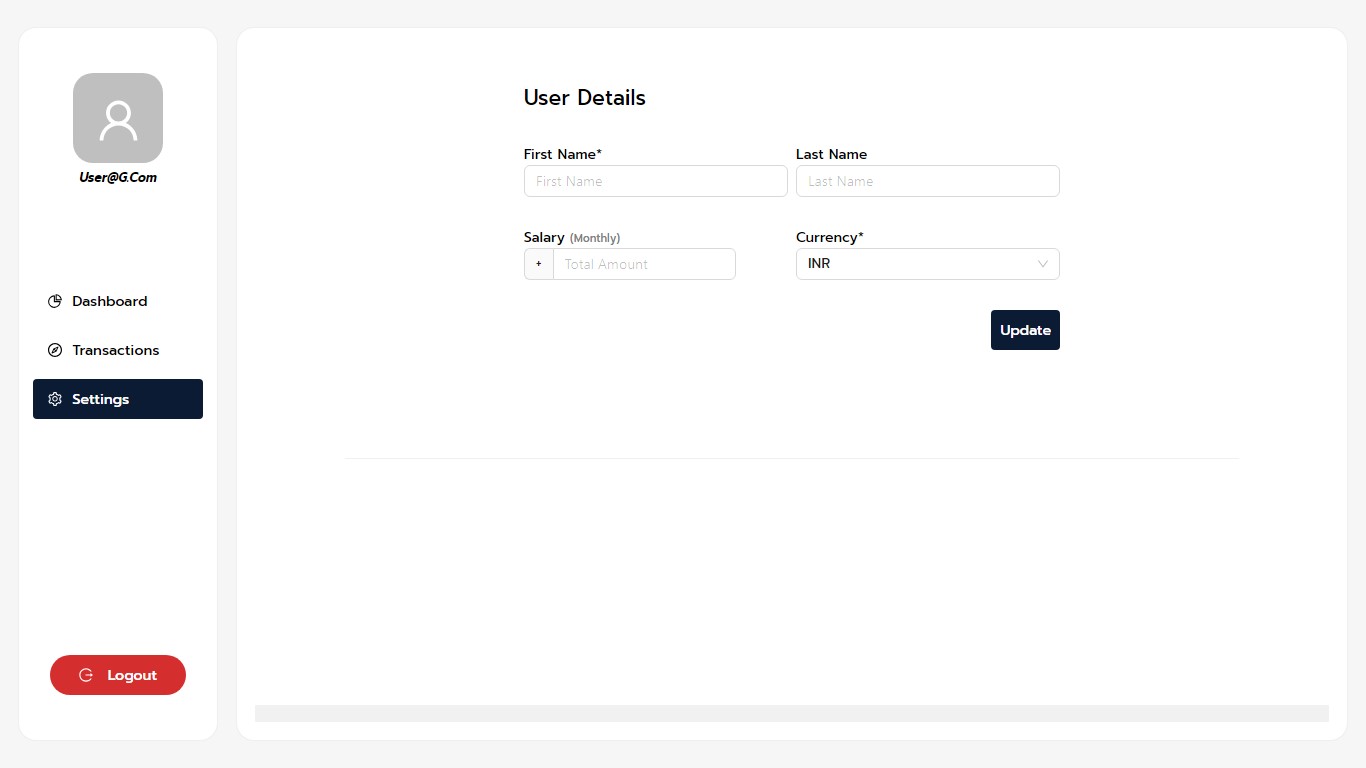 User@G.Com
Dashboard
Transactions
Settings
Logout
User Details
First Name*
Last Name
First Name
Last Name
Salary (Monthly)
Currency*
+ Total Amount
INR
Update